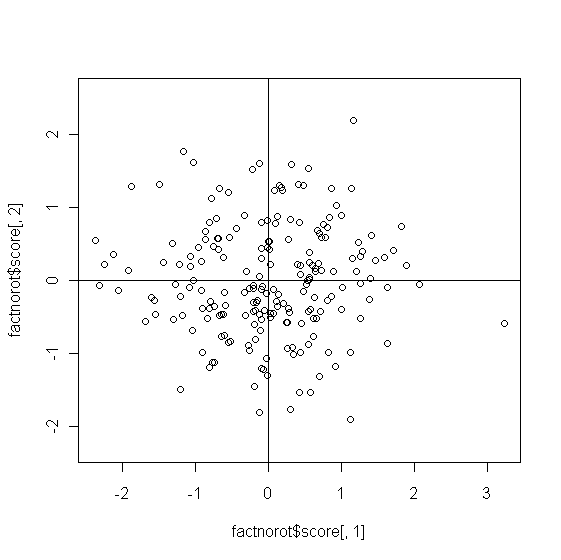 2
1
0
-1
-2
factnorot$score[, 2]
-2 -1 0 1 2 3
factnorot$score[, 1]